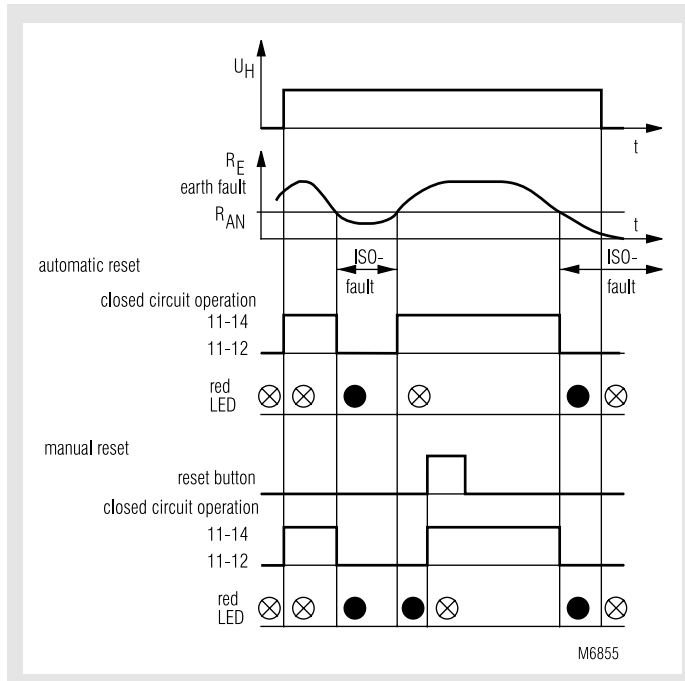 U_H
t
R_E
earth fault
R_AN
t
automatic reset
ISO-
fault
ISO-
fault
closed circuit operation
11-14
11-12
red
LED
manual reset
reset button
closed circuit operation
11-14
11-12
red
LED
M6855